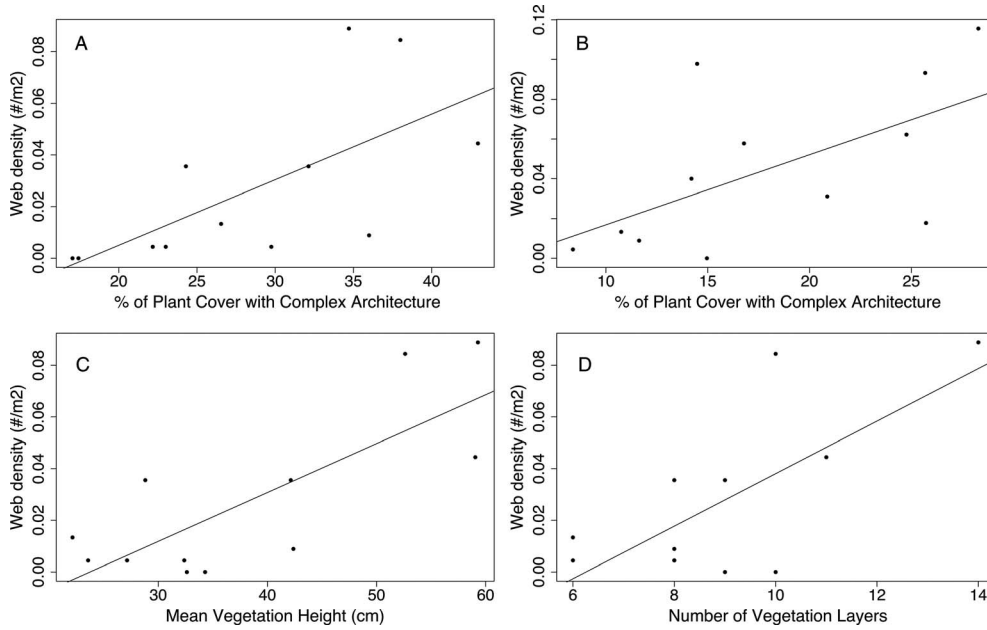 A
Web density (#/m2)
0.00 0.04 0.08
20 25 30 35 40
% of Plant Cover with Complex Architecture
B
Web density (#/m2)
0.00 0.04 0.08 0.12
10 15 20 25
% of Plant Cover with Complex Architecture
C
Web density (#/m2)
0.00 0.02 0.04 0.06 0.08
30 40 50 60
Mean Vegetation Height (cm)
D
Web density (#/m2)
0.00 0.02 0.04 0.06 0.08
6 8 10 12 14
Number of Vegetation Layers